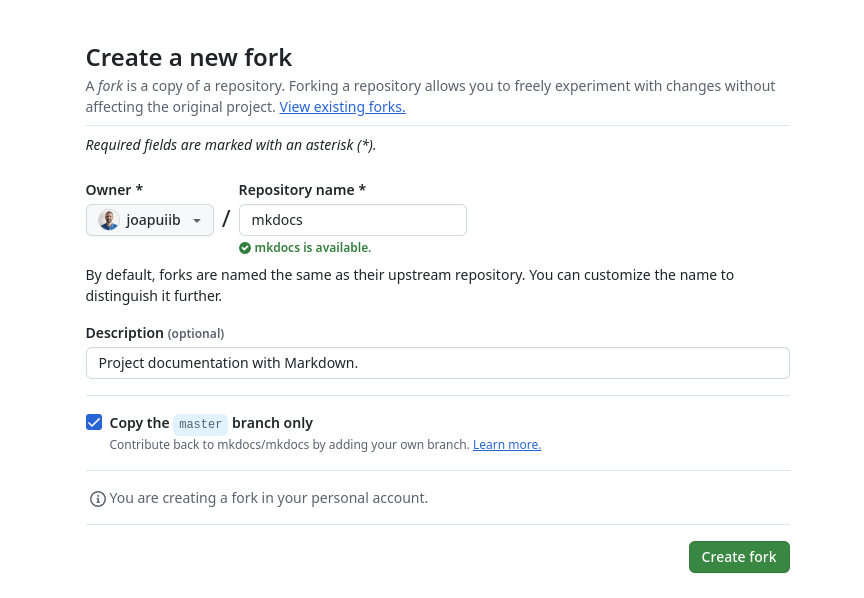 Create a new fork
A fork is a copy of a repository. Forking a repository allows you to freely experiment with changes without
affecting the original project. View existing forks.
Required fields are marked with an asterisk (*).
Owner * Repository name *
joapuiib / mkdocs
mkdocs is available.
By default, forks are named the same as their upstream repository. You can customize the name to
distinguish it further.
Description (optional)
Project documentation with Markdown.
Copy the master branch only
Contribute back to mkdocs/mkdocs by adding your own branch. Learn more.
You are creating a fork in your personal account.
Create fork